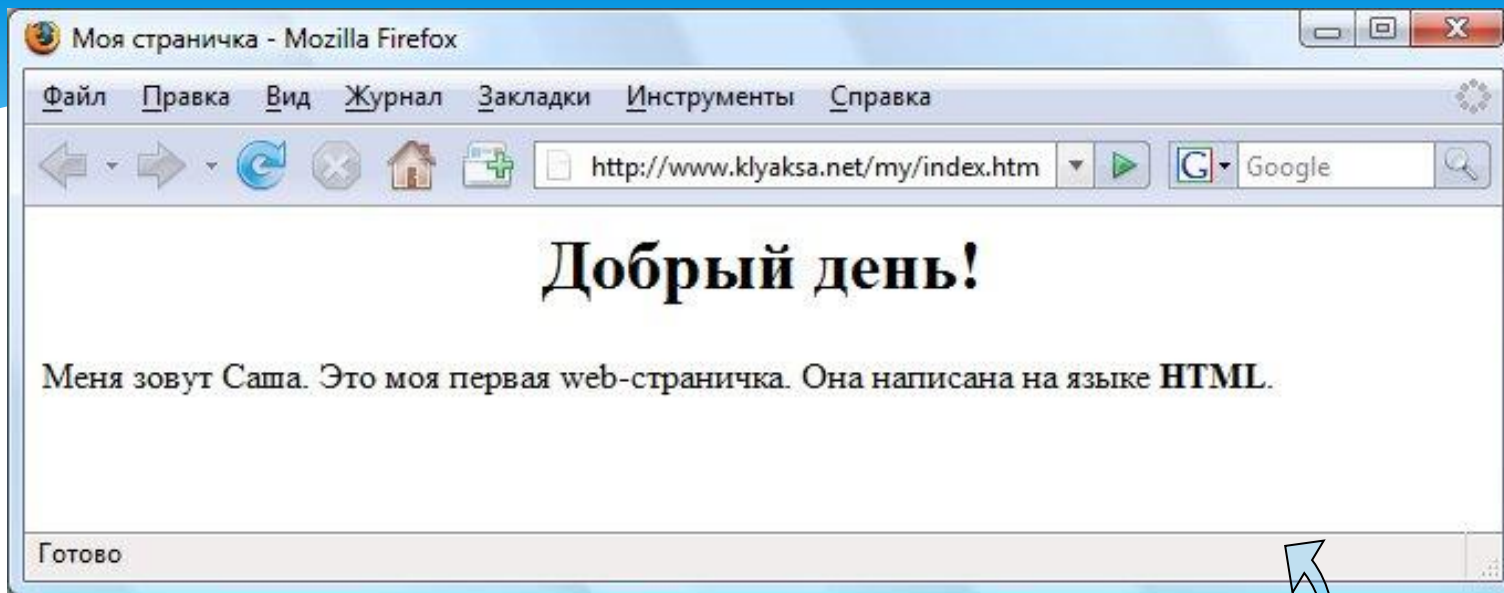 Моя страничка - Mozilla Firefox
Файл Правка Вид Журнал Закладки Инструменты Справка
http://www.klyaksa.net/my/index.htm G Google
Добрый день!
Меня зовут Саша. Это моя первая web-страничка. Она написана на языке HTML.
Готово